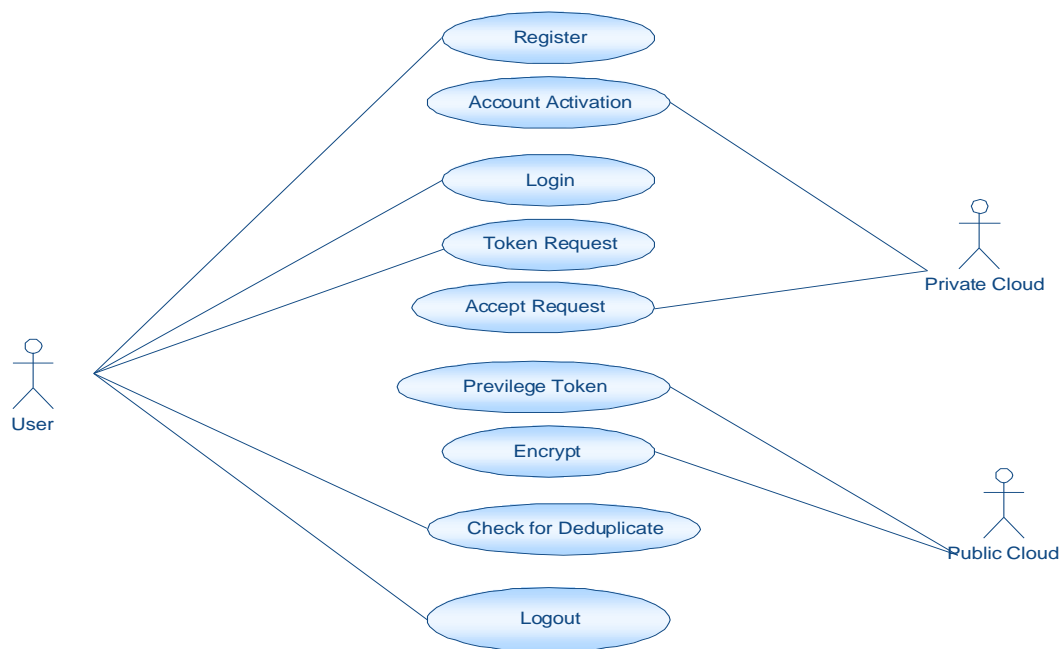 Register
Account Activation
Login
Token Request
Accept Request
Private Cloud
User
Previlege Token
Encrypt
Check for Deduplicate
Public Cloud
Logout